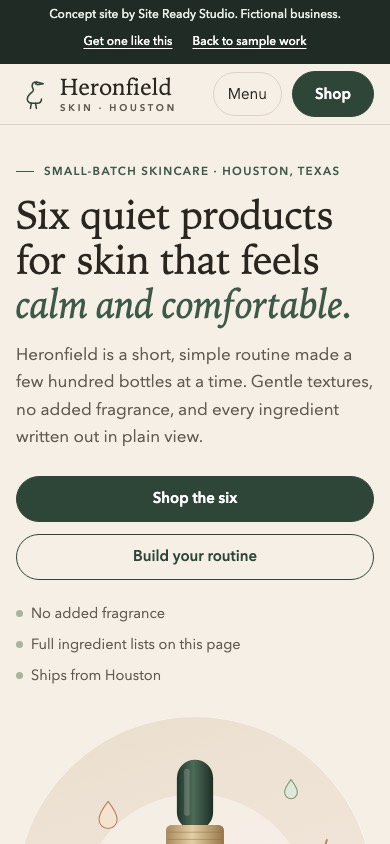 Concept site by Site Ready Studio. Fictional business.
Get one like this Back to sample work
Heronfield
SKIN · HOUSTON
Menu
Shop
SMALL-BATCH SKINCARE · HOUSTON, TEXAS
Six quiet products
for skin that feels
calm and comfortable.
Heronfield is a short, simple routine made a
few hundred bottles at a time. Gentle textures,
no added fragrance, and every ingredient
written out in plain view.
Shop the six
Build your routine
No added fragrance
Full ingredient lists on this page
Ships from Houston